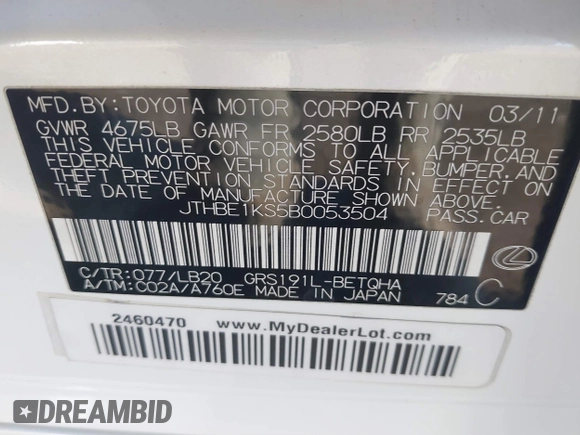 MFD.BY:TOYOTA MOTOR CORPORATION 03/11
GVWR 4675LB GAWR FR 2580LB RR 2535LB
THIS VEHICLE CONFORMS TO ALL APPLICABLE
FEDERAL MOTOR VEHICLE SAFETY,BUMPER,AND
THEFT PREVENTION STANDARDS IN EFFECT ON
THE DATE OF MANUFACTURE SHOWN ABOVE.
JTHBE1KS5B0053504 PASS.CAR
C/TR:077/LB20 GRS191L-BETQHA
A/TM:C02A/A760E MADE IN JAPAN 784 C
2460470 www.MyDealerLot.com
DREAMBID